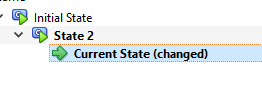 Initial State
State 2
Current State (changed)